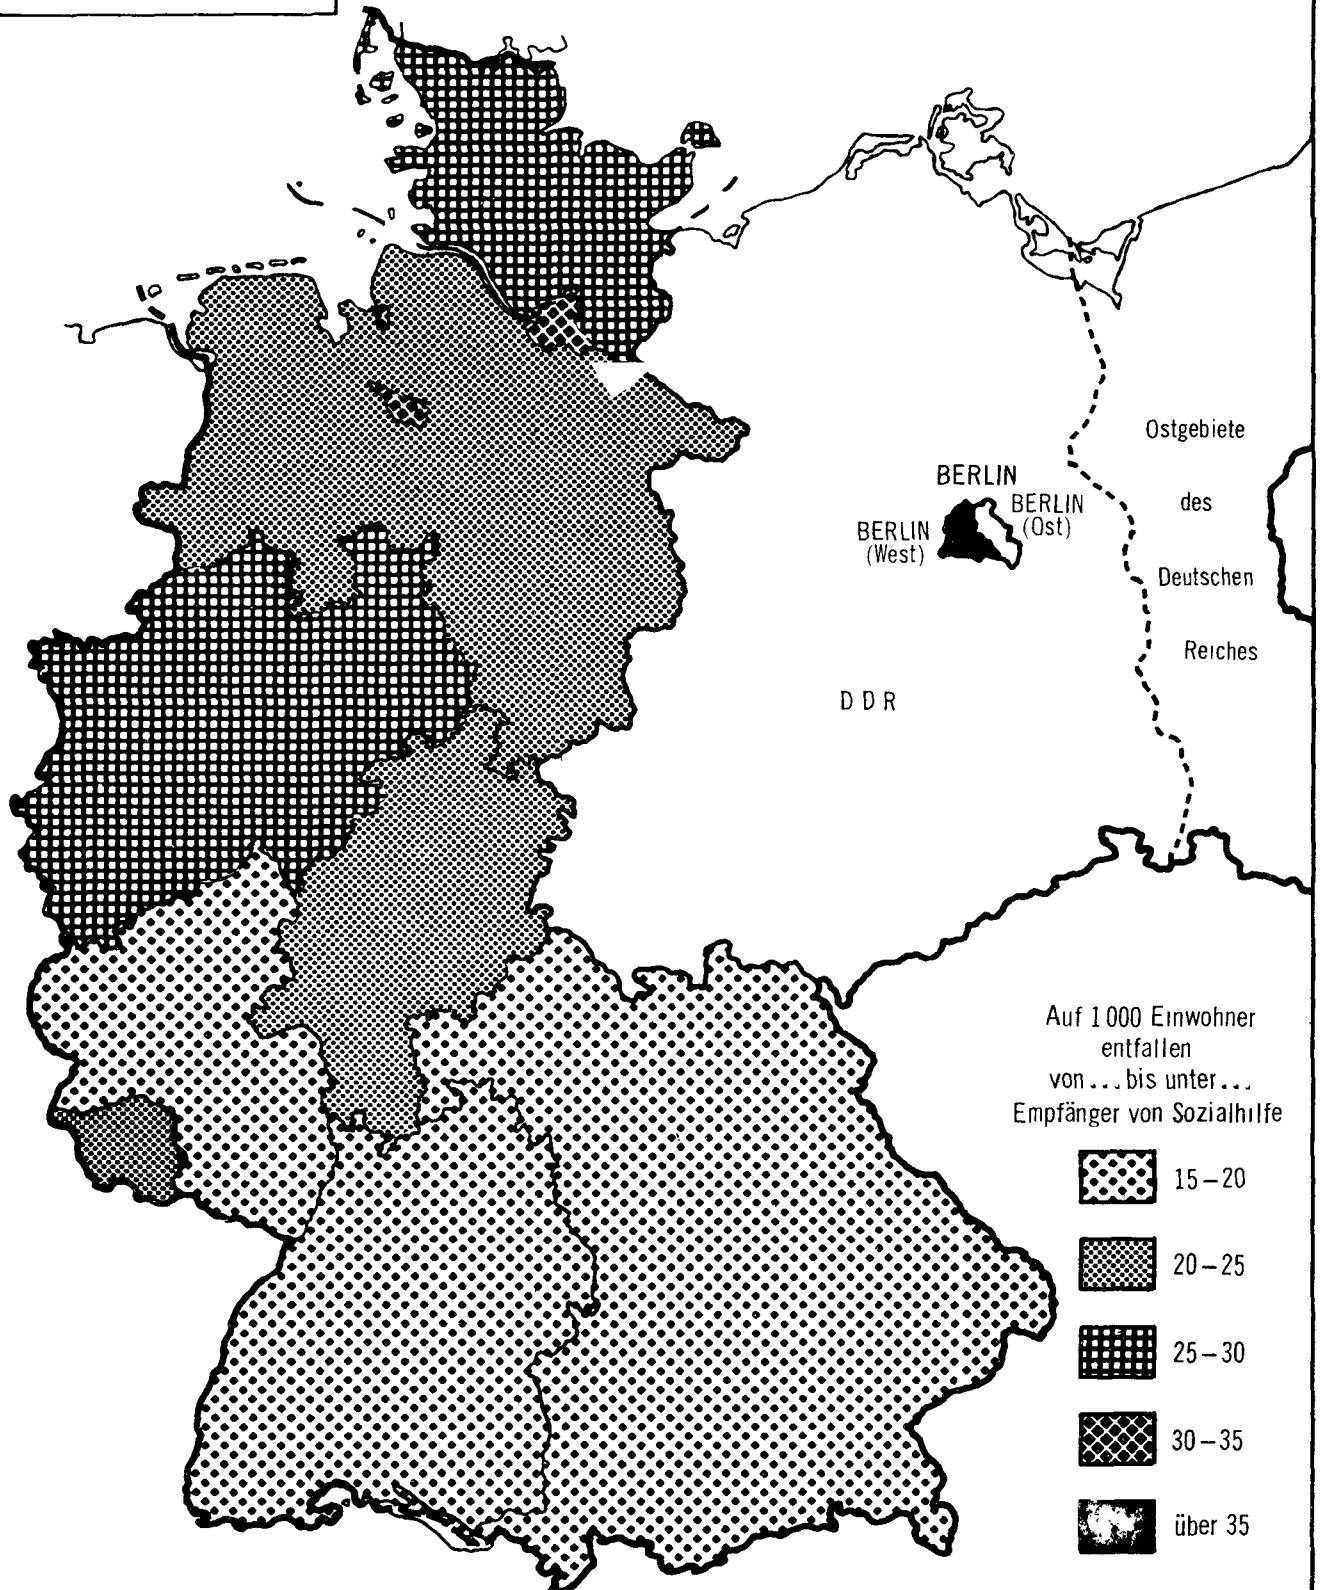 Ostgebiete
des
Deutschen
Reiches
BERLIN
BERLIN
(Ost)
BERLIN
(West)
DDR
Auf 1000 Einwohner
entfallen
von ... bis unter ...
Empfänger von Sozialhilfe
15–20
20–25
25–30
30–35
über 35